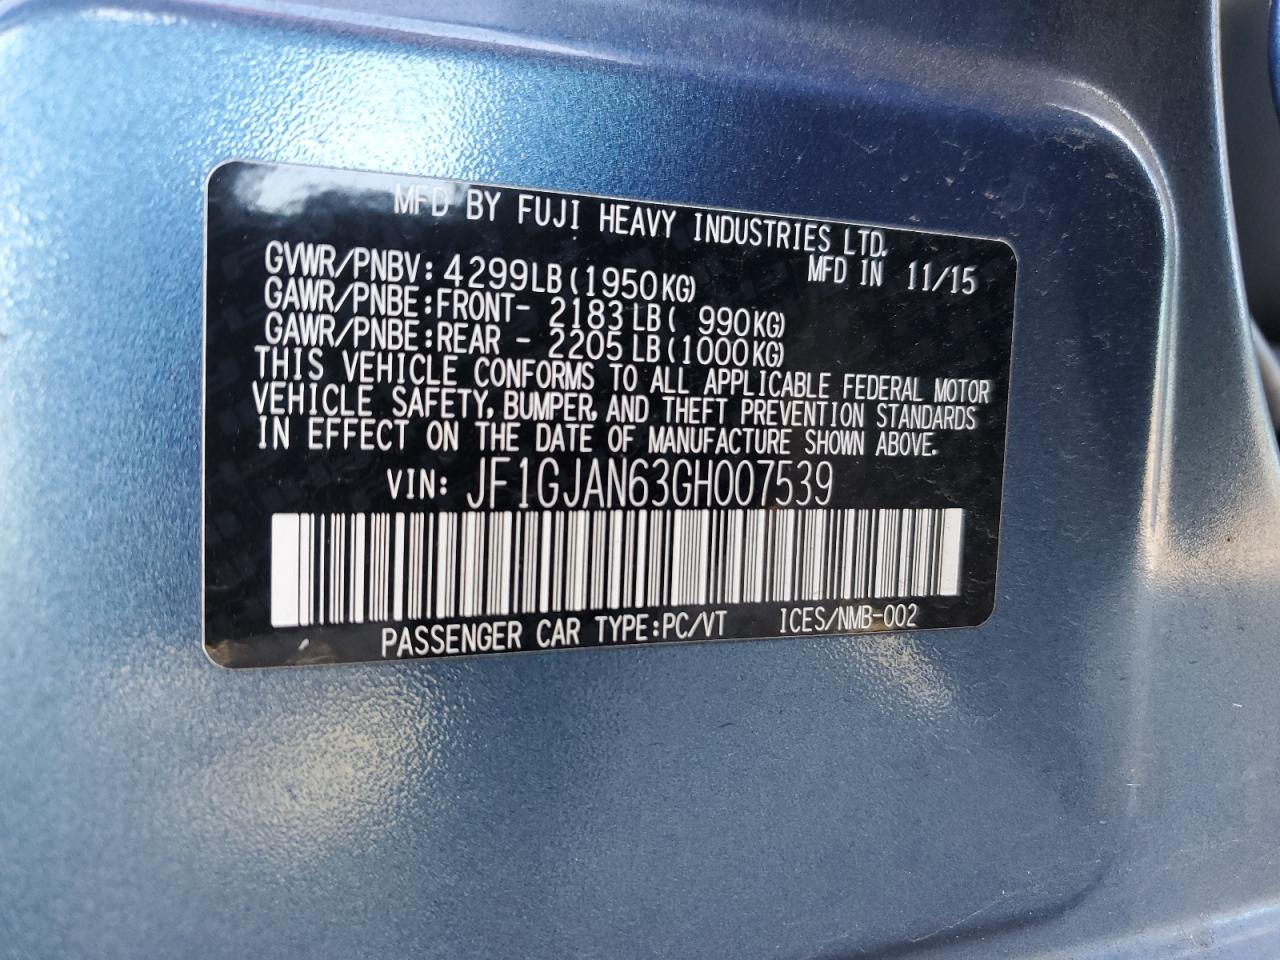 MFD BY FUJI HEAVY INDUSTRIES LTD.
GVWR/PNBV: 4299LB(1950KG) MFD IN 11/15
GAWR/PNBE:FRONT- 2183LB( 990KG)
GAWR/PNBE:REAR - 2205LB(1000KG)
THIS VEHICLE CONFORMS TO ALL APPLICABLE FEDERAL MOTOR
VEHICLE SAFETY, BUMPER, AND THEFT PREVENTION STANDARDS
IN EFFECT ON THE DATE OF MANUFACTURE SHOWN ABOVE.
VIN: JF1GJAN63GH007539
PASSENGER CAR TYPE:PC/VT ICES/NMB-002